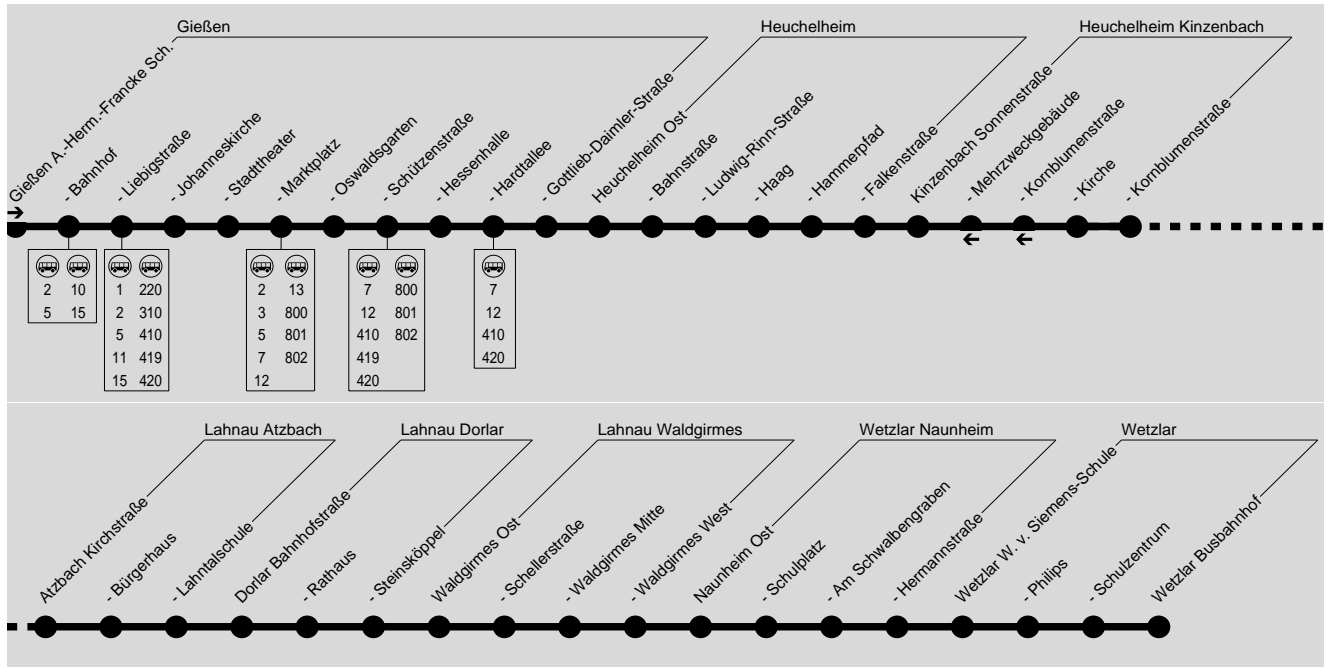 Gießen
Heuchelheim
Heuchelheim Kinzenbach
Gießen A.-Herm.-Francke Sch.
- Bahnhof
- Liebigstraße
- Johanneskirche
- Stadttheater
- Marktplatz
- Oswaldsgarten
- Schützenstraße
- Hessenhalle
- Hardtallee
- Gottlieb-Daimler-Straße
Heuchelheim Ost
- Bahnstraße
- Ludwig-Rinn-Straße
- Haag
- Hammerpfad
- Falkenstraße
Kinzenbach Sonnenstraße
- Mehrzweckgebäude
- Kornblumenstraße
- Kirche
- Kornblumenstraße
2 10
5 15
1 220
2 310
5 410
11 419
15 420
2 13
3 800
5 801
7 802
12
7 800
12 801
410 802
419
420
7
12
410
420
Lahnau Atzbach
Lahnau Dorlar
Lahnau Waldgirmes
Wetzlar Naunheim
Wetzlar
Atzbach Kirchstraße
- Bürgerhaus
- Lahntalschule
Dorlar Bahnhofstraße
- Rathaus
- Steinsköppel
Waldgirmes Ost
- Schellerstraße
- Waldgirmes Mitte
- Waldgirmes West
Naunheim Ost
- Schulplatz
- Am Schwalbengraben
- Hermannstraße
Wetzlar W. v. Siemens-Schule
- Philips
- Schulzentrum
Wetzlar Busbahnhof